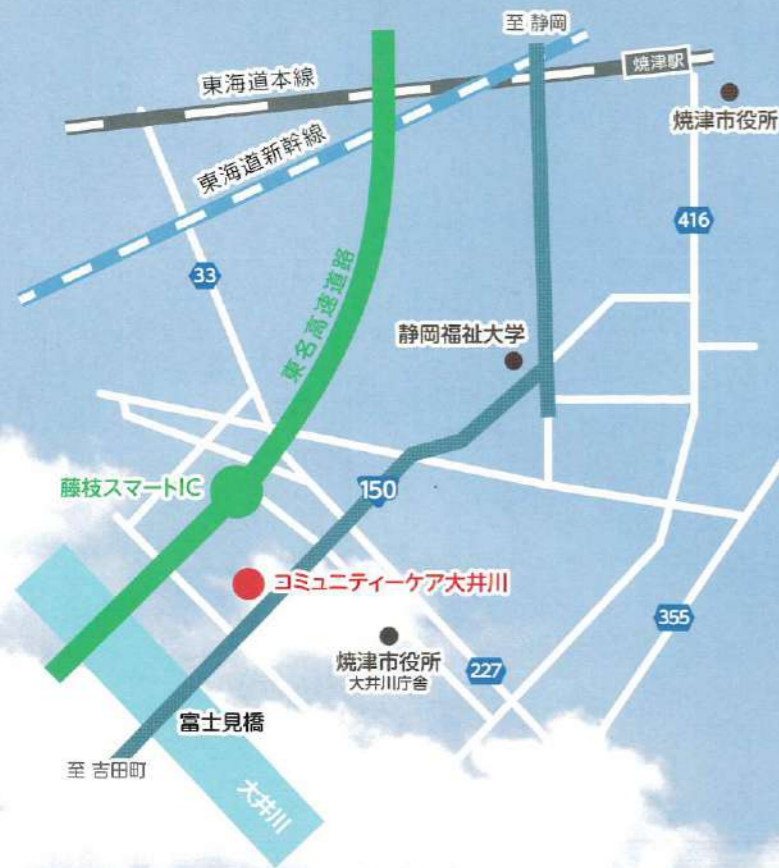 至 静岡
東海道本線
焼津駅
焼津市役所
東海道新幹線
416
33
東名高速道路
静岡福祉大学
藤枝スマートIC
150
コミュニティーケア大井川
355
焼津市役所
大井川庁舎
227
富士見橋
至 吉田町
大井川